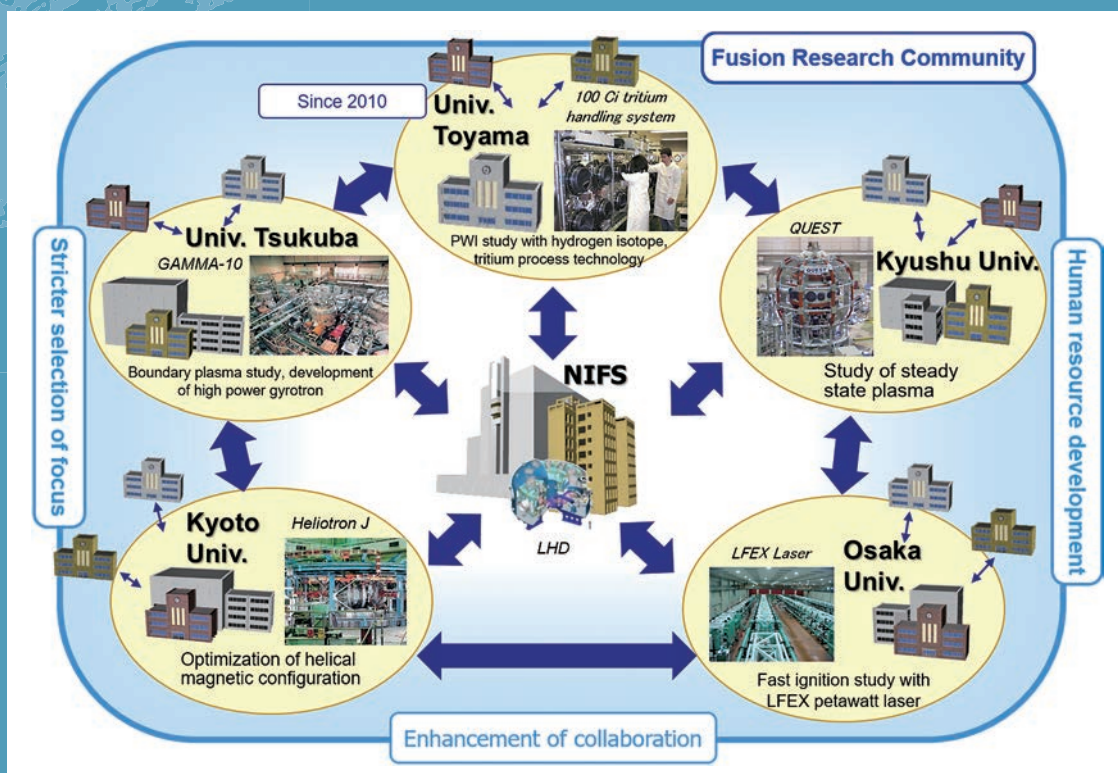 Fusion Research Community
Since 2010
Univ.
Toyama
100 Ci tritium
handling system
PWI study with hydrogen isotope,
tritium process technology
Univ. Tsukuba
GAMMA-10
Boundary plasma study, development
of high power gyrotron
QUEST
QUEST
Kyushu Univ.
Study of steady
state plasma
NIFS
LHD
Kyoto
Univ.
Heliotron J
Optimization of helical
magnetic configuration
LFEX Laser
Osaka
Univ.
Fast ignition study with
LFEX petawatt laser
Stricter selection of focus
Human resource development
Enhancement of collaboration